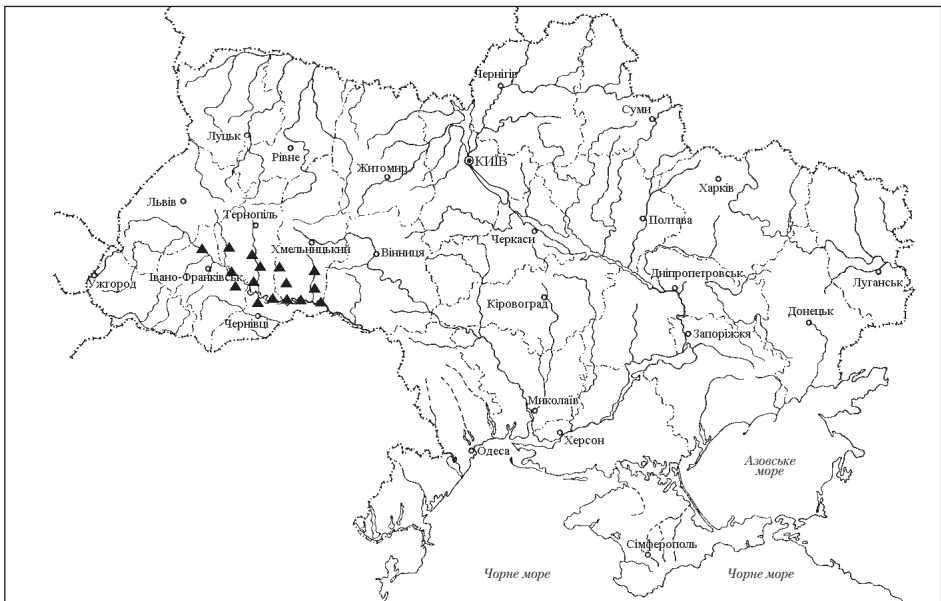 Чернігів
Суми
Луцьк
Рівне
КИЇВ
Житомир
Харків
Львів
Тернопіль
Полтава
Хмельницький
Черкаси
Вінниця
Івано-Франківськ
Ужгород
Дніпропетровськ
Луганськ
Кіровоград
Донецьк
Чернівці
Запоріжжя
Миколаїв
Херсон
Одеса
Азовське
море
Сімферополь
Чорне море
Чорне море